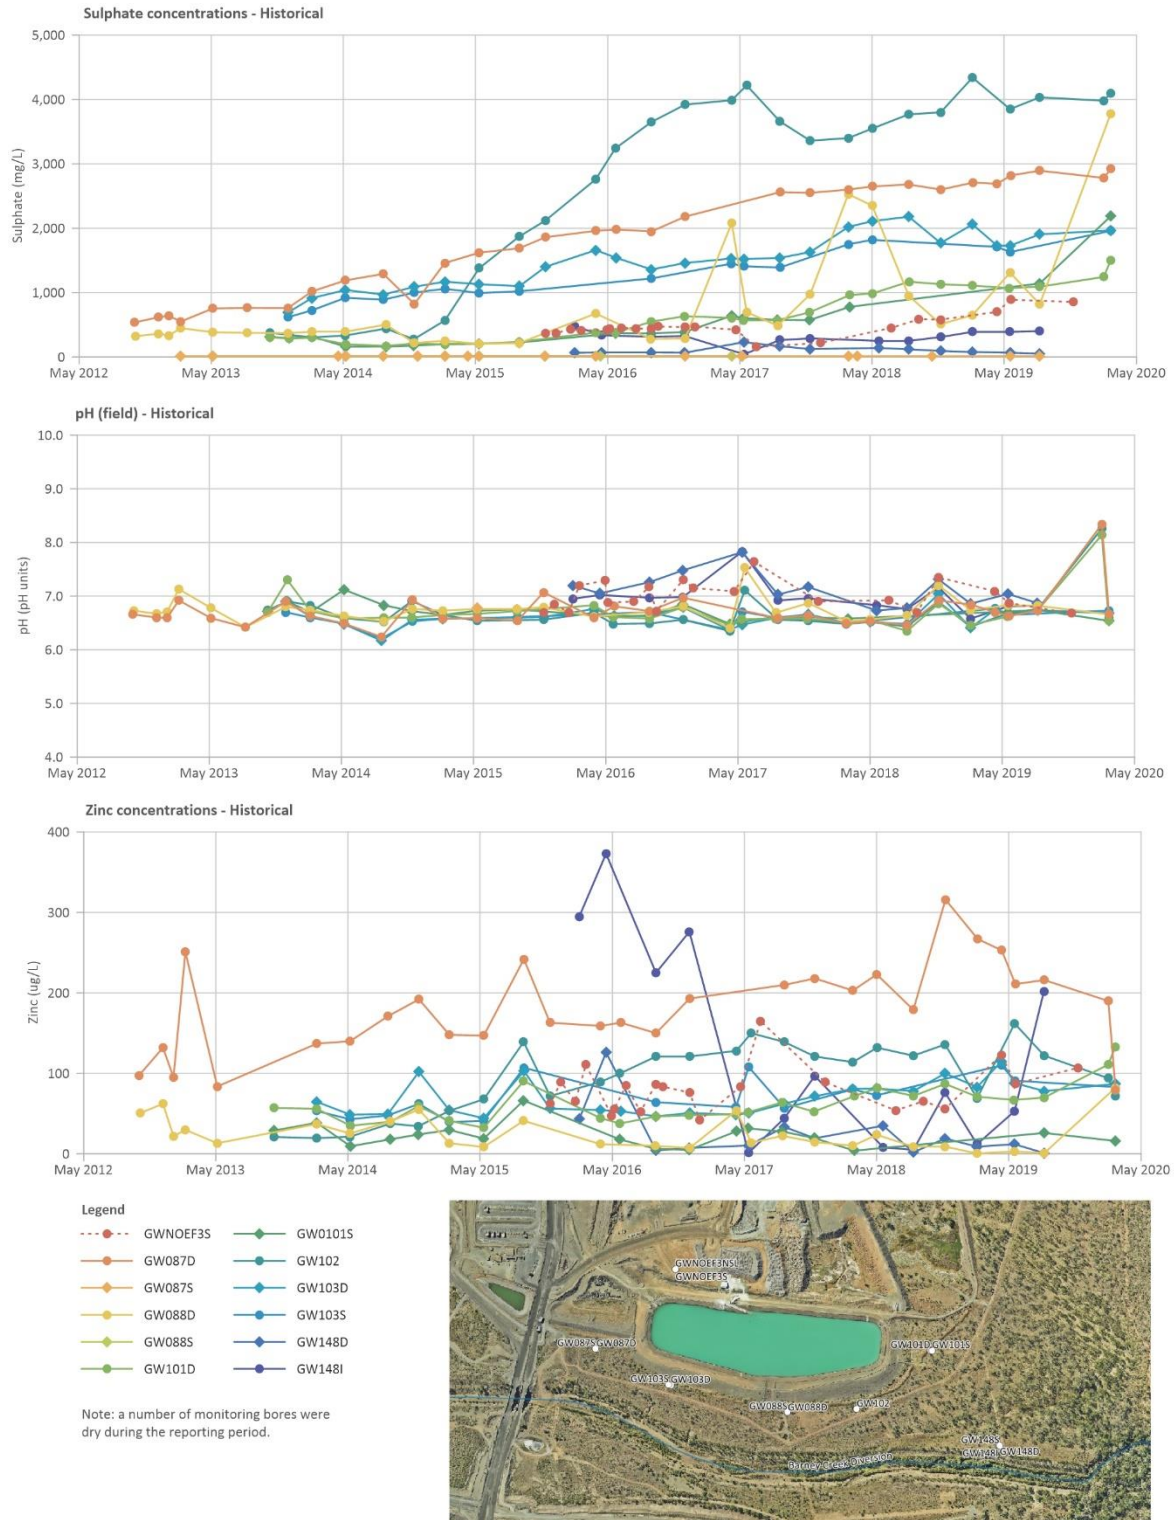 Sulphate concentrations - Historical
5,000
4,000
3,000
2,000
1,000
0
Sulphate (mg/L)
May 2012
May 2013
May 2014
May 2015
May 2016
May 2017
May 2018
May 2019
May 2020
pH (field) - Historical
10.0
9.0
8.0
7.0
6.0
5.0
4.0
pH (pH units)
May 2012
May 2013
May 2014
May 2015
May 2016
May 2017
May 2018
May 2019
May 2020
Zinc concentrations - Historical
400
300
200
100
0
Zinc (ug/L)
May 2012
May 2013
May 2014
May 2015
May 2016
May 2017
May 2018
May 2019
May 2020
Legend
GWNOEF3S
GW0101S
GW087D
GW102
GW087S
GW103D
GW088D
GW103S
GW088S
GW148D
GW101D
GW148I
Note: a number of monitoring bores were
dry during the reporting period.
GWNOEF3NSL
GWNOEF3S
GW087S GW087D
GW101D GW101S
GW103S GW103D
GW088S GW088D
GW102
GW148S
GW148I GW148D
Barney Creek Diversion